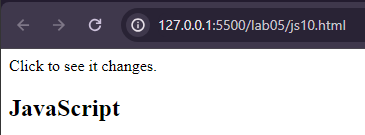 127.0.0.1:5500/lab05/js10.html
Click to see it changes.
JavaScript